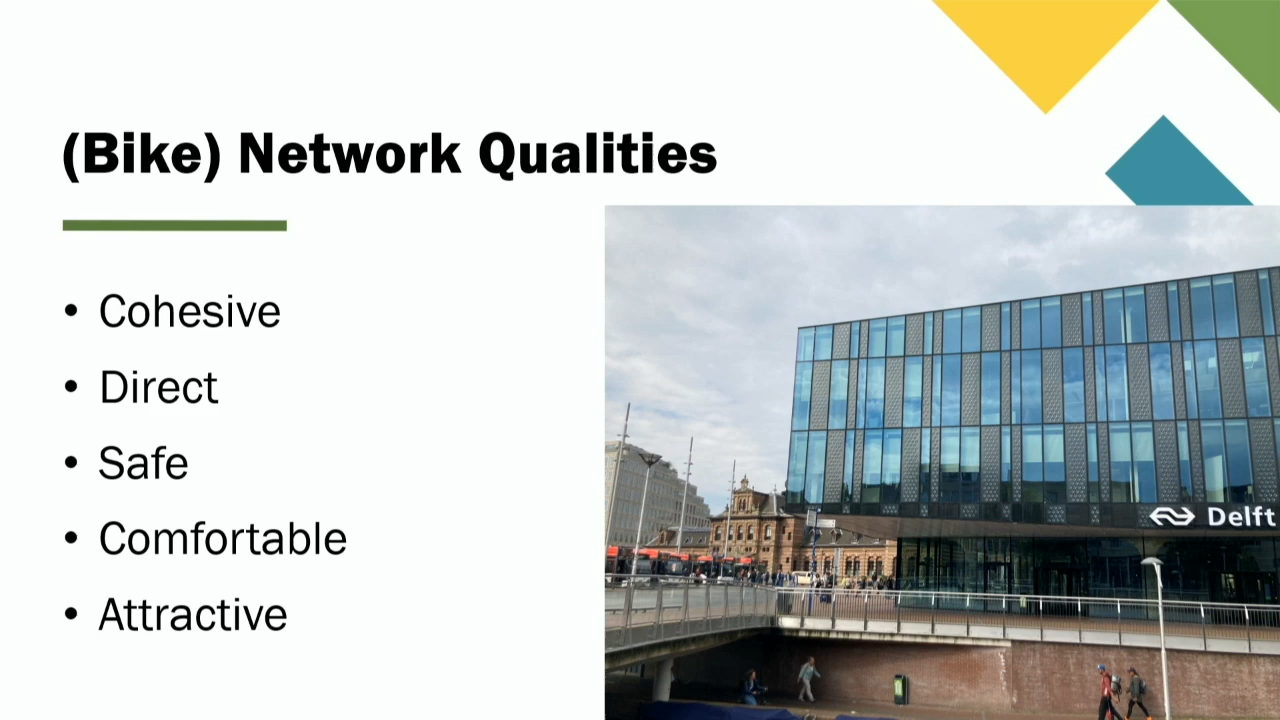 (Bike) Network Qualities
• Cohesive
• Direct
• Safe
• Comfortable
• Attractive
Delft